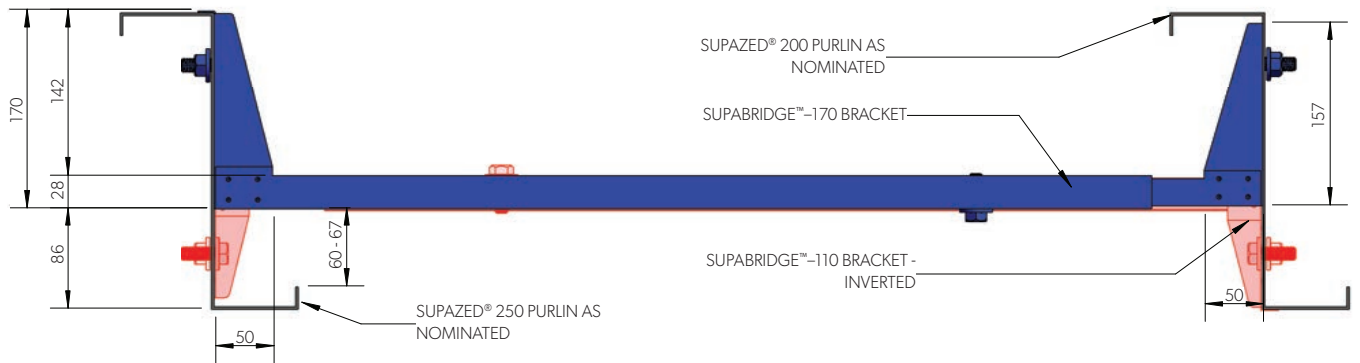 170
142
28
86
50
60 - 67
SUPAZED® 250 PURLIN AS
NOMINATED
SUPAZED® 200 PURLIN AS
NOMINATED
SUPABRIDGE™–170 BRACKET
SUPABRIDGE™–110 BRACKET -
INVERTED
157
50